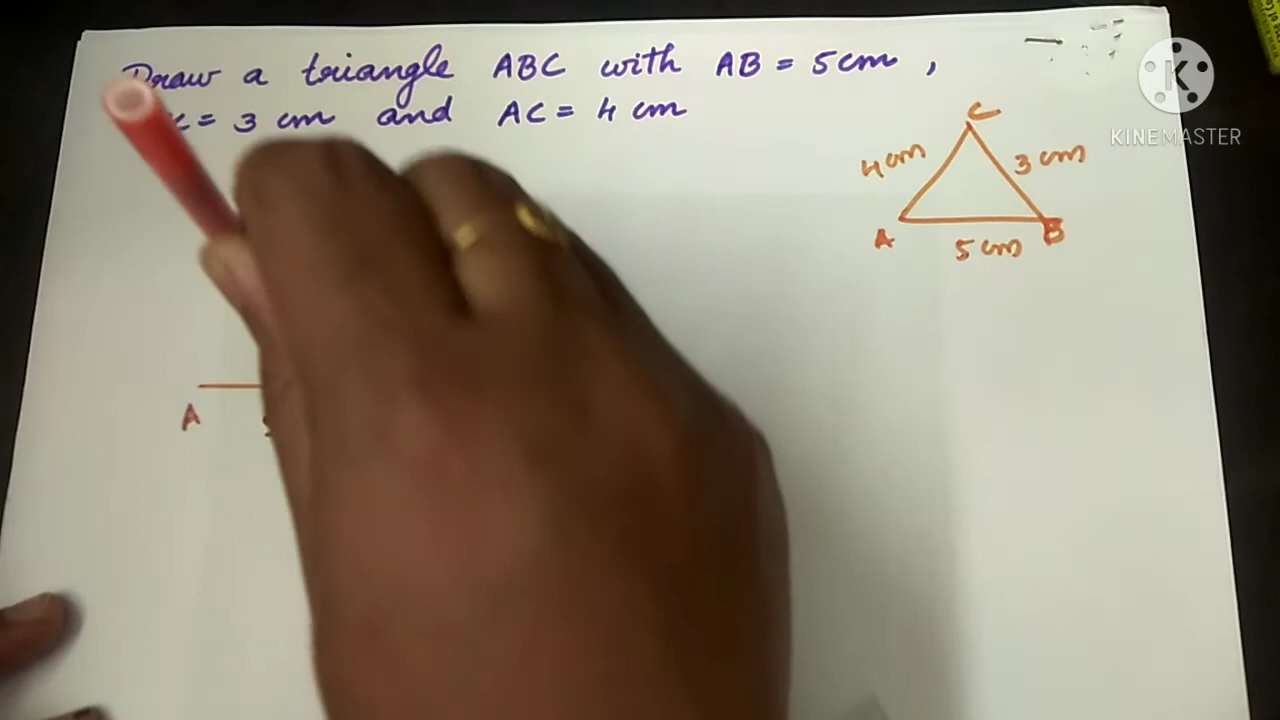 Draw a triangle ABC with AB = 5cm ,
= 3 cm and AC = 4 cm
C
4cm
3 cm
A
B
5 cm
A
K
KINEMASTER